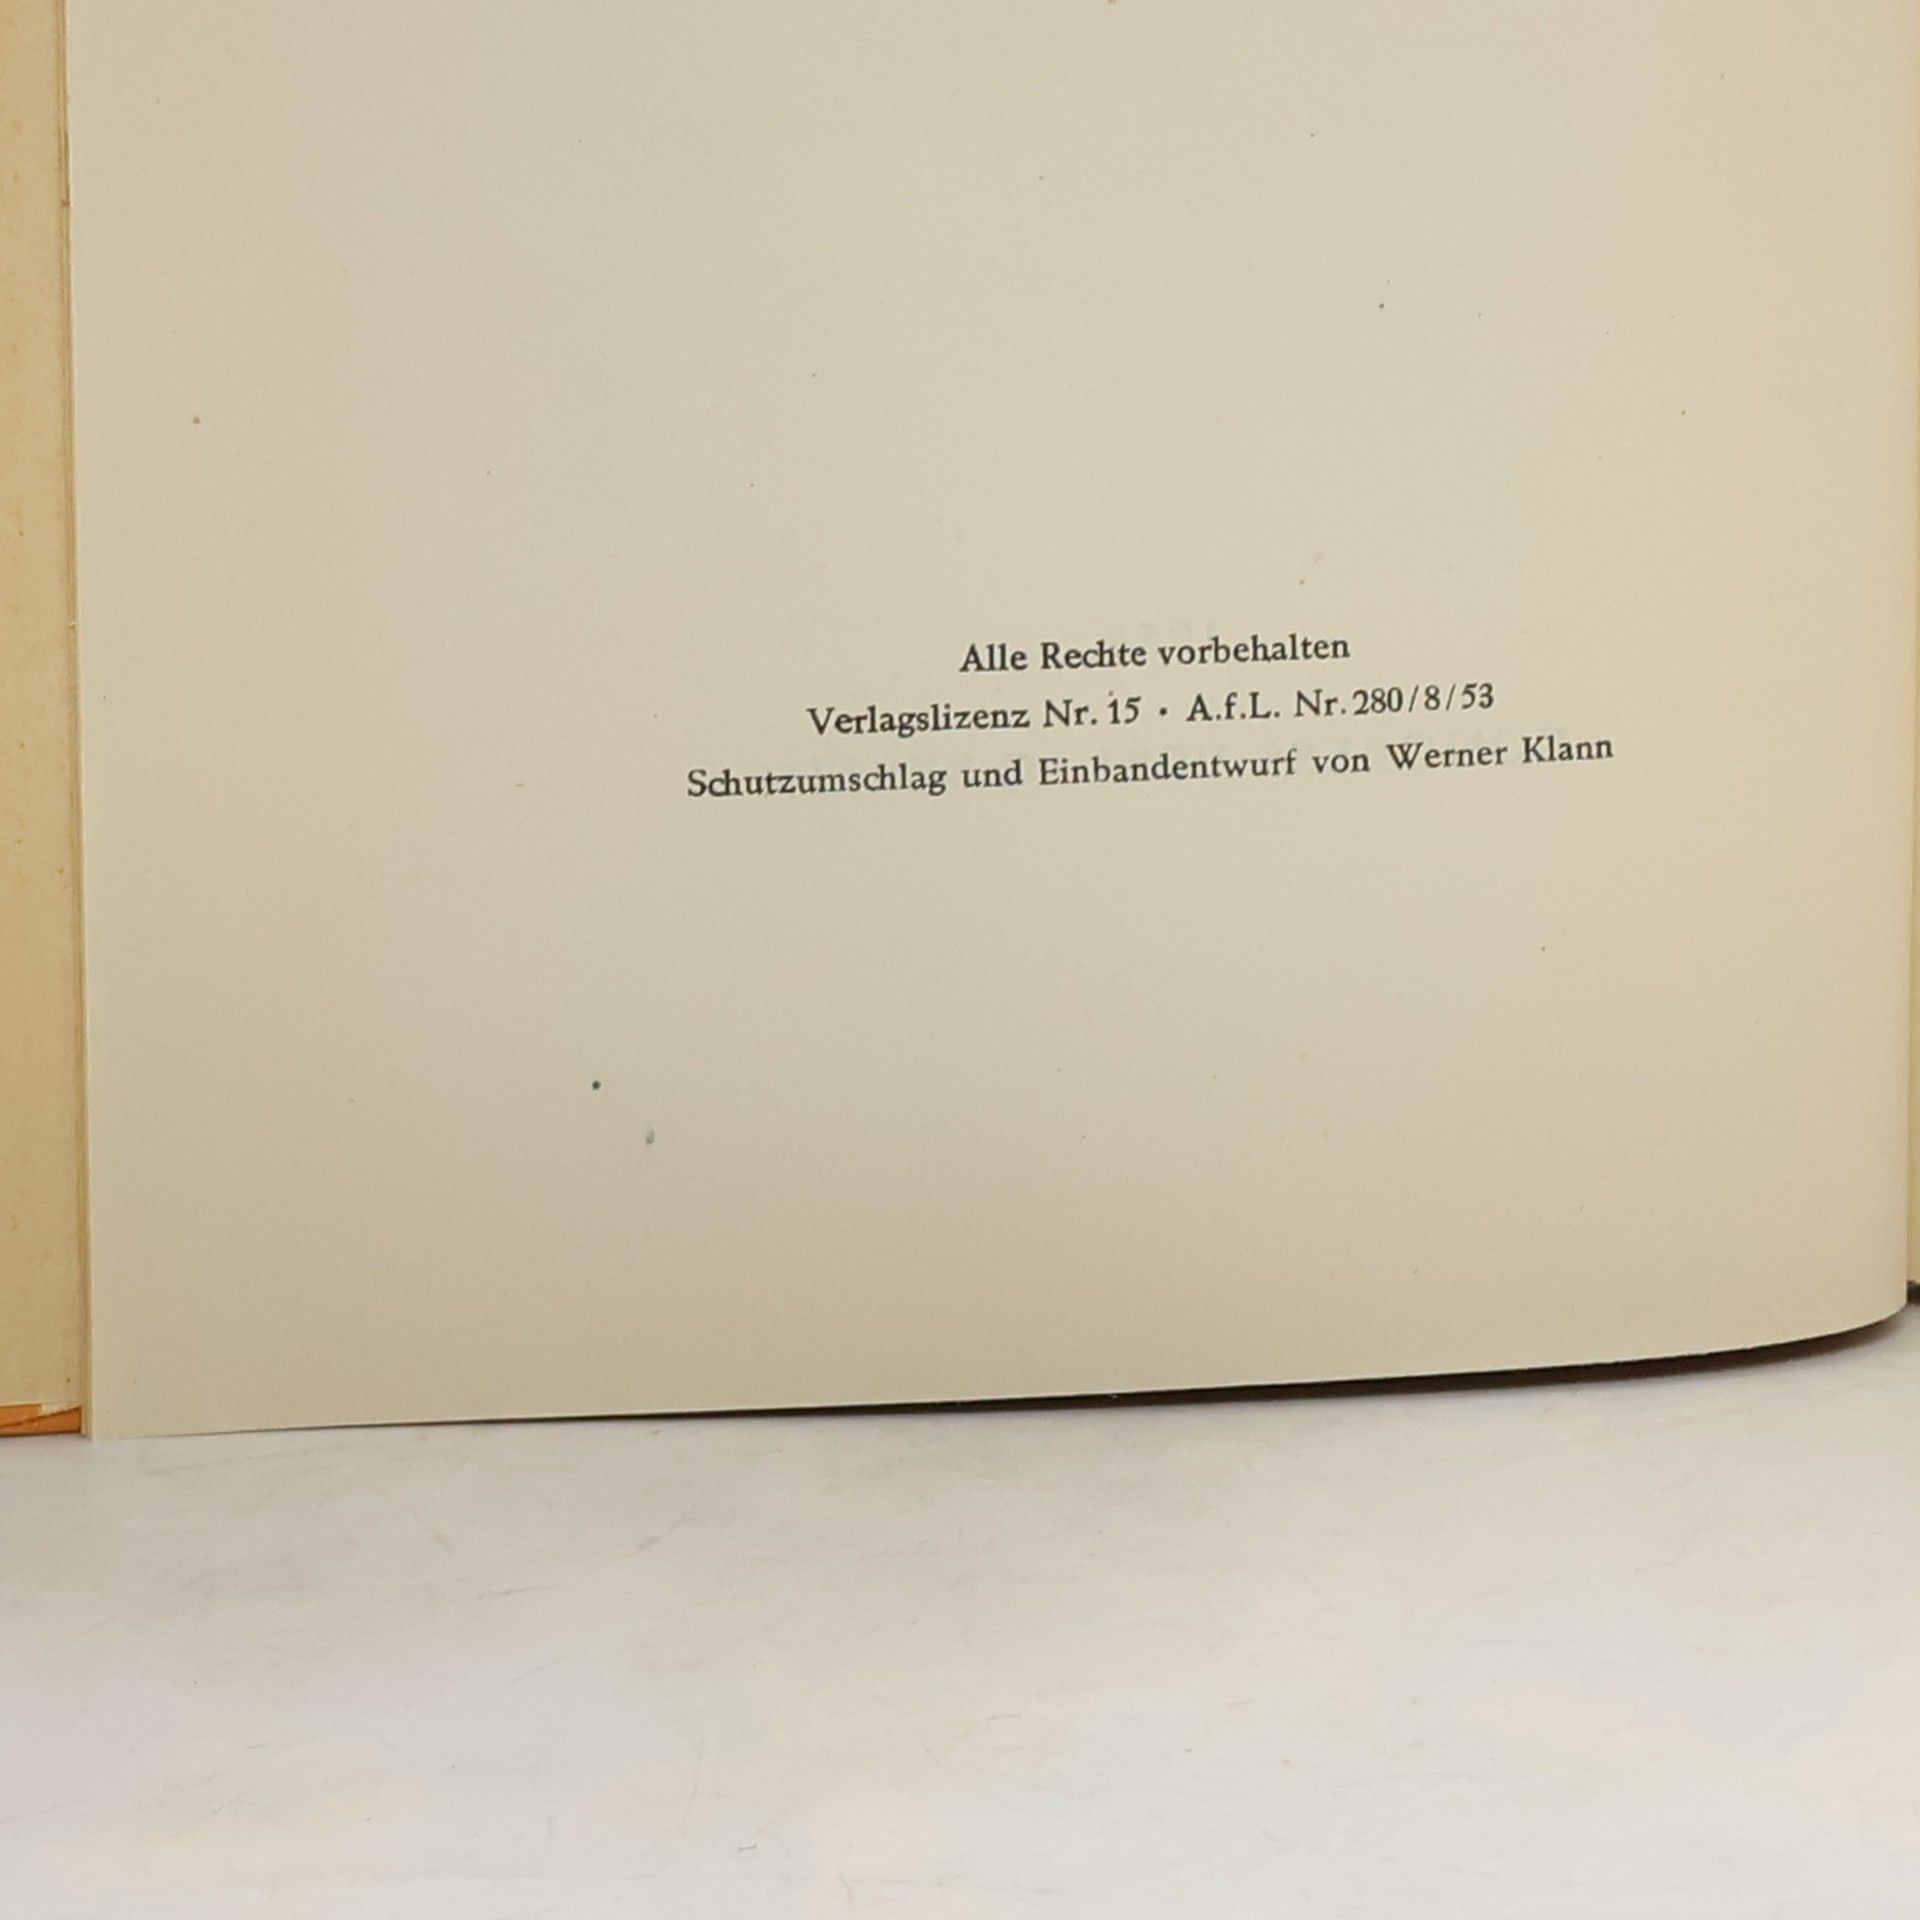 Alle Rechte vorbehalten
Verlagslizenz Nr. 15 · A.f.L. Nr. 280/8/53
Schutzumschlag und Einbandentwurf von Werner Klann